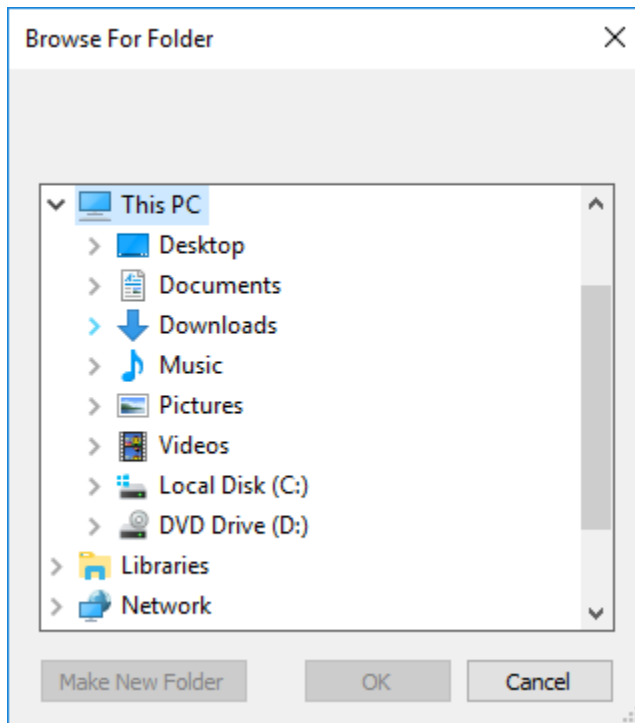 Browse For Folder
This PC
Desktop
Documents
Downloads
Music
Pictures
Videos
Local Disk (C:)
DVD Drive (D:)
Libraries
Network
Make New Folder OK Cancel